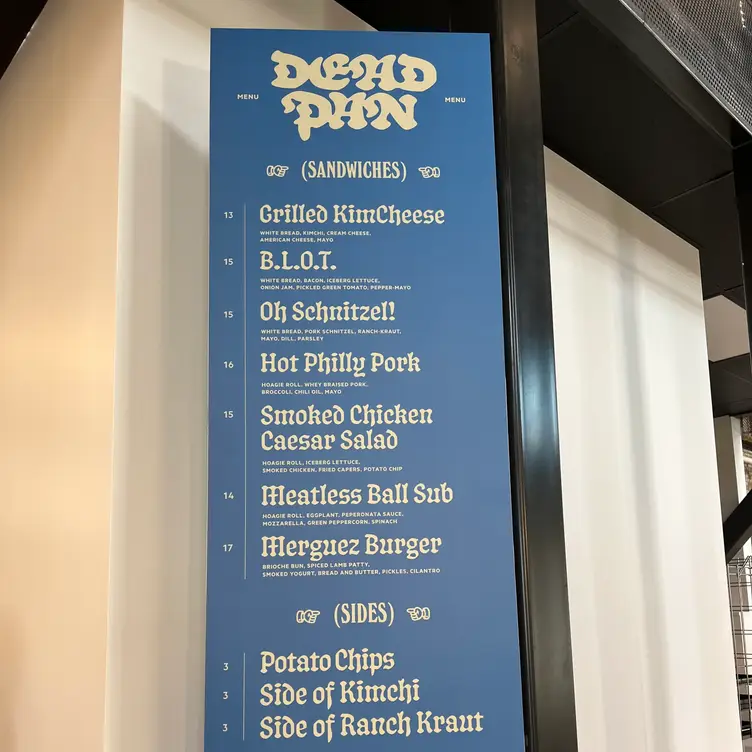 DEAD
MENU PAN MENU
(SANDWICHES)
13 Grilled KimCheese
WHITE BREAD, KIMCHI, CREAM CHEESE,
AMERICAN CHEESE, MAYO
15 B.L.O.T.
WHITE BREAD, BACON, ICEBERG LETTUCE,
ONION JAM, PICKLED GREEN TOMATO, PEPPER-MAYO
15 Oh Schnitzel!
WHITE BREAD, PORK SCHNITZEL, RANCH-KRAUT,
MAYO, DILL, PARSLEY
16 Hot Philly Pork
HOAGIE ROLL, WHEY BRAISED PORK,
BROCCOLI, CHILI OIL, MAYO
15 Smoked Chicken
Caesar Salad
HOAGIE ROLL, ICEBERG LETTUCE,
SMOKED CHICKEN, FRIED CAPERS, POTATO CHIP
14 Meatless Ball Sub
HOAGIE ROLL, EGGPLANT, PEPERONATA SAUCE,
MOZZARELLA, GREEN PEPPERCORN, SPINACH
17 Merguez Burger
BRIOCHE BUN, SPICED LAMB PATTY,
SMOKED YOGURT, BREAD AND BUTTER, PICKLES, CILANTRO
(SIDES)
3 Potato Chips
3 Side of Kimchi
3 Side of Ranch Kraut